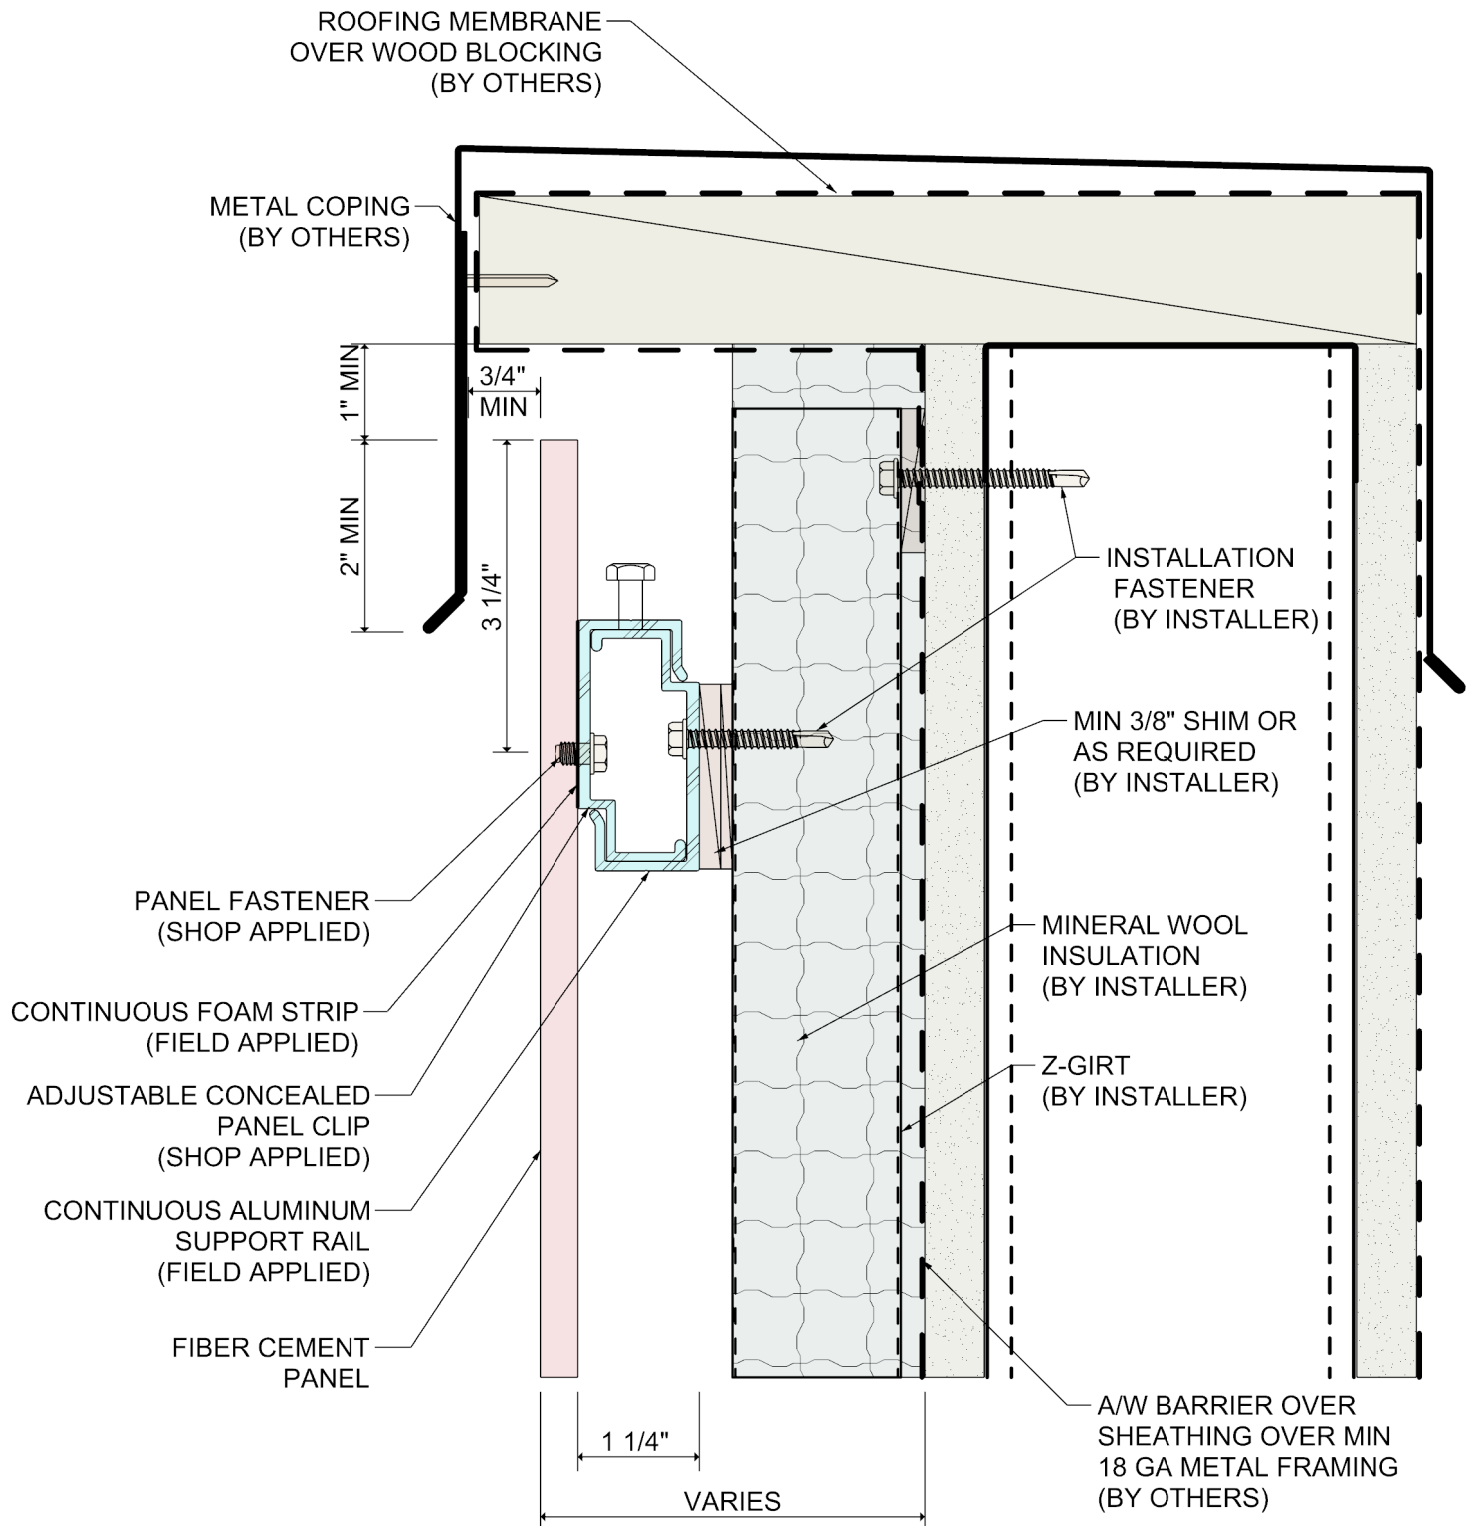 ROOFING MEMBRANE
OVER WOOD BLOCKING
(BY OTHERS)
METAL COPING
(BY OTHERS)
1" MIN
3/4"
MIN
2" MIN
3 1/4"
INSTALLATION
FASTENER
(BY INSTALLER)
MIN 3/8" SHIM OR
AS REQUIRED
(BY INSTALLER)
PANEL FASTENER
(SHOP APPLIED)
MINERAL WOOL
INSULATION
(BY INSTALLER)
CONTINUOUS FOAM STRIP
(FIELD APPLIED)
Z-GIRT
(BY INSTALLER)
ADJUSTABLE CONCEALED
PANEL CLIP
(SHOP APPLIED)
CONTINUOUS ALUMINUM
SUPPORT RAIL
(FIELD APPLIED)
FIBER CEMENT
PANEL
A/W BARRIER OVER
SHEATHING OVER MIN
18 GA METAL FRAMING
(BY OTHERS)
1 1/4"
VARIES